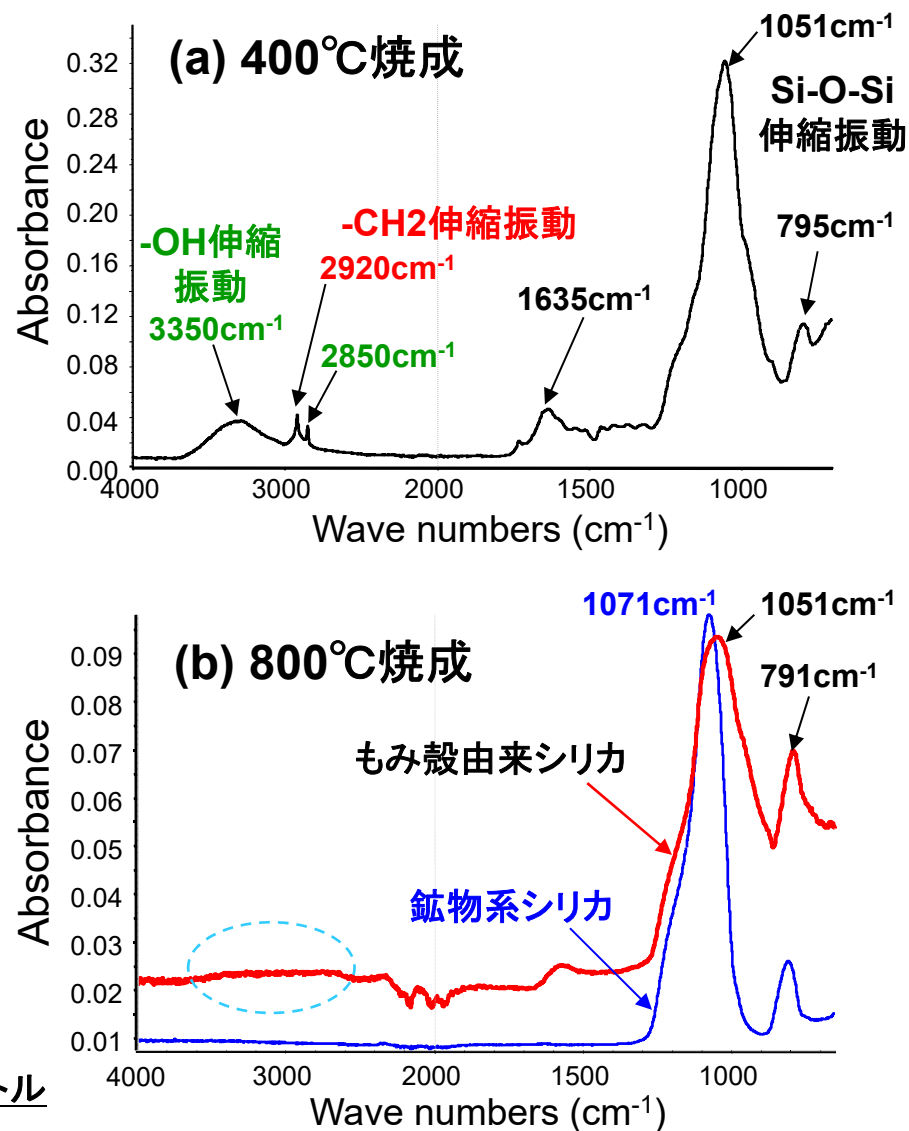 (a) 400℃焼成
1051cm-1
Si-O-Si
伸縮振動
795cm-1
-OH伸縮
振動
3350cm-1
-CH2伸縮振動
2920cm-1
2850cm-1
1635cm-1
Absorbance
0.32
0.28
0.24
0.20
0.16
0.12
0.08
0.04
0.00
4000
3000
2000
1500
1000
Wave numbers (cm-1)
(b) 800℃焼成
1071cm-1
1051cm-1
791cm-1
もみ殻由来シリカ
鉱物系シリカ
Absorbance
0.09
0.08
0.07
0.06
0.05
0.04
0.03
0.02
0.01
4000
3000
2000
1500
1000
Wave numbers (cm-1)
トル